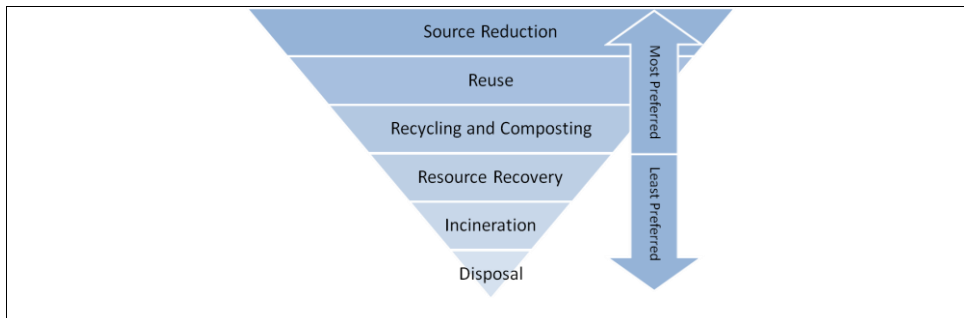 Source Reduction
Reuse
Recycling and Composting
Resource Recovery
Incineration
Disposal
Most Preferred
Least Preferred